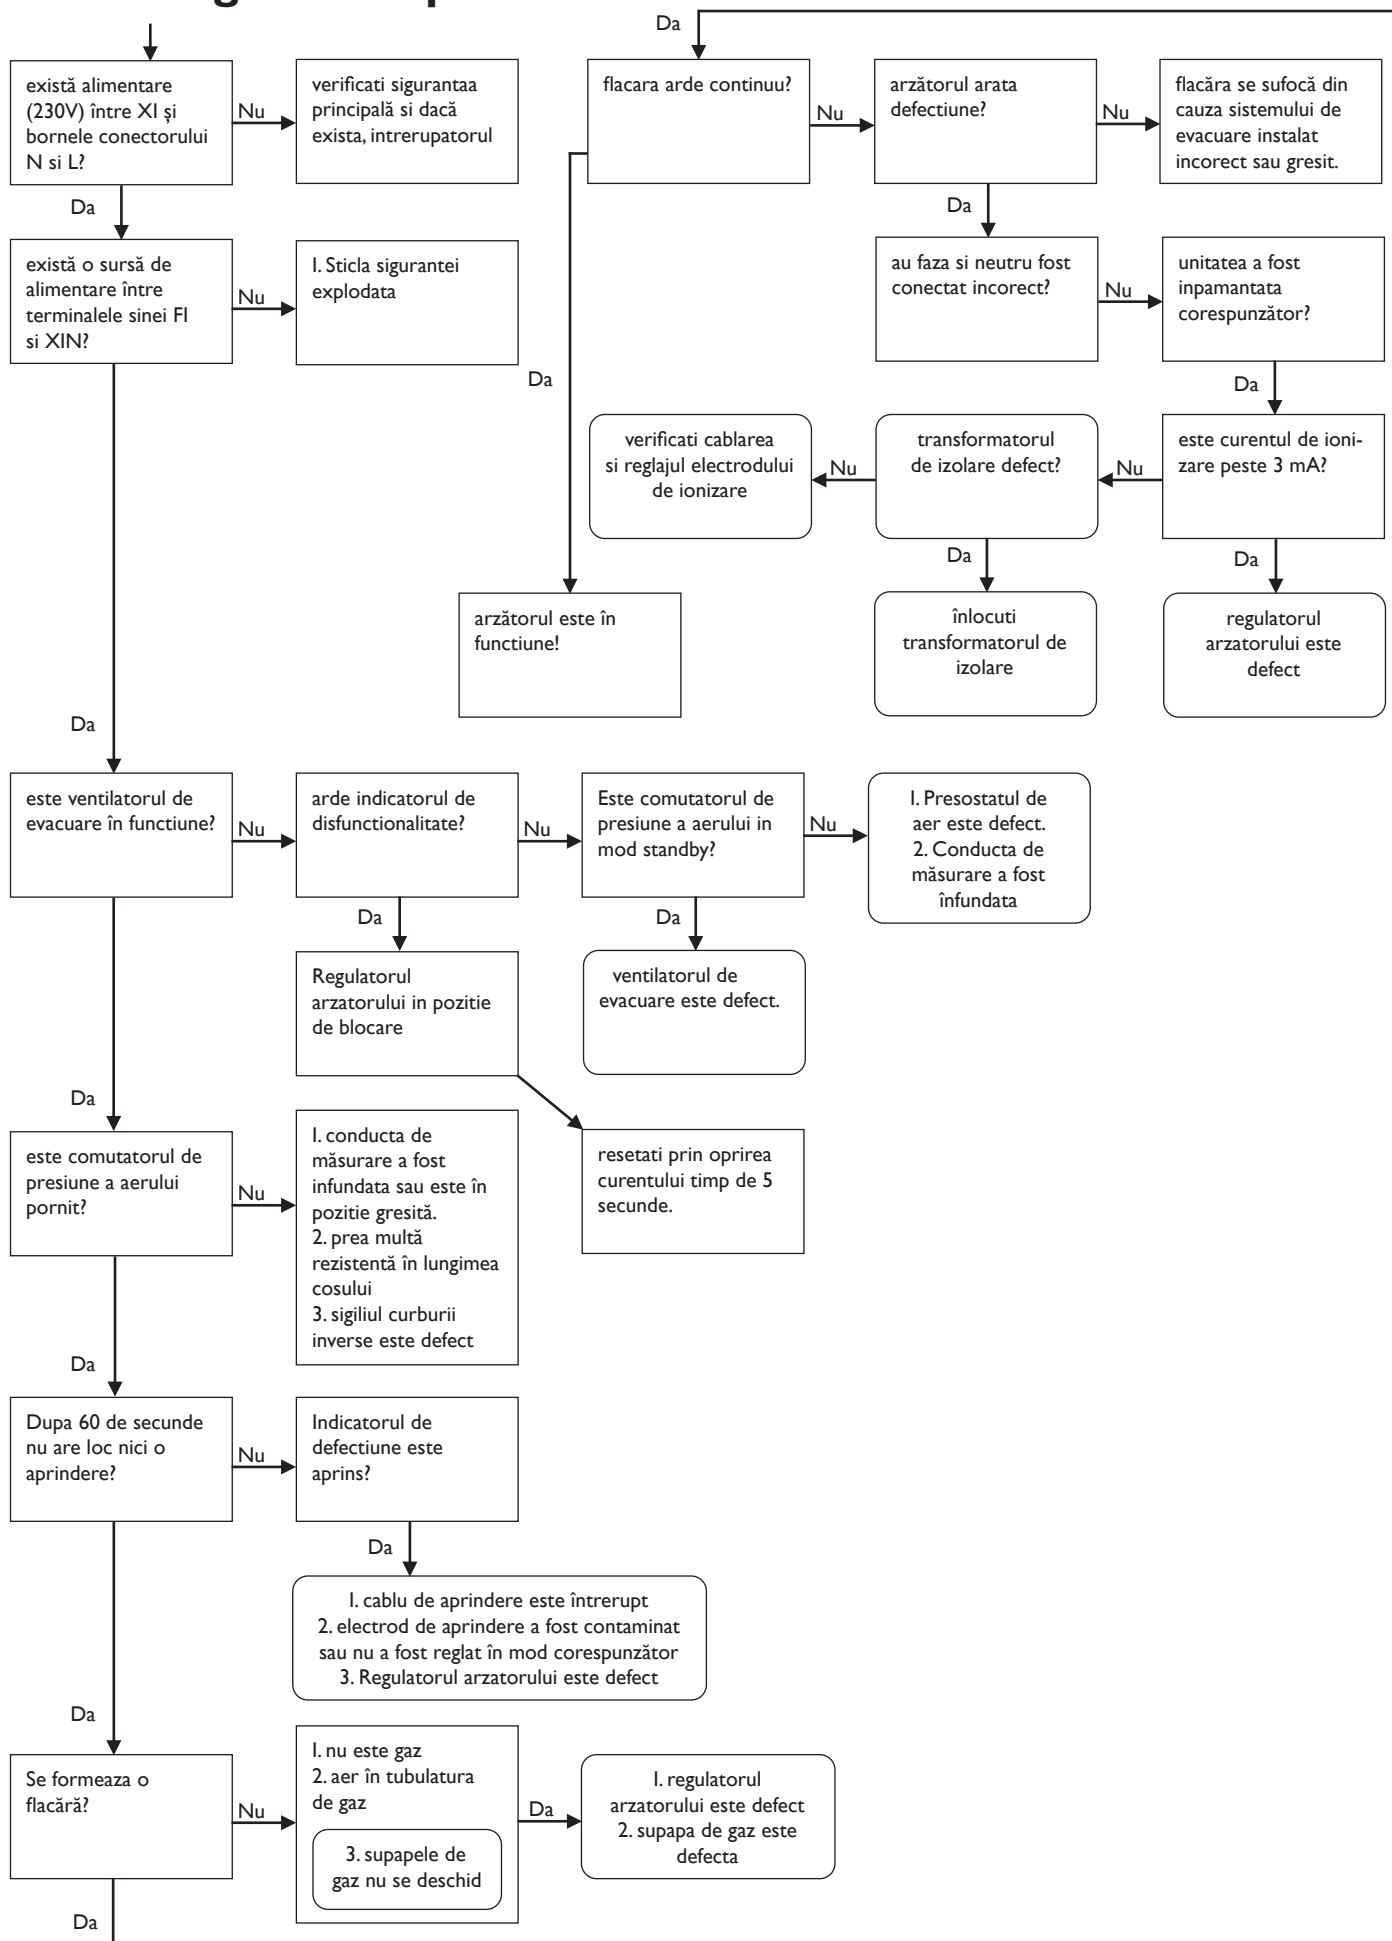 Da
există alimentare
(230V) între X1 și
bornele conectorului
N si L?
Nu
verificati sigurantaa
principală si dacă
exista, intrerupatorul
flacara arde continuu?
Nu
arzătorul arata
defectiune?
Nu
flacăra se sufocă din
cauza sistemului de
evacuare instalat
incorect sau gresit.
Da
Da
există o sursă de
alimentare între
terminalele sinei F1
si X1N?
Nu
1. Sticla sigurantei
explodata
au faza si neutru fost
conectat incorect?
Nu
unitatea a fost
inpamantata
corespunzător?
Da
Da
verificati cablarea
si reglajul electrodului
de ionizare
Nu
transformatorul
de izolare defect?
Nu
este curentul de ioni-
zare peste 3 mA?
Da
Da
arzătorul este în
functiune!
înlocuti
transformatorul de
izolare
regulatorul
arzatorului este
defect
Da
este ventilatorul de
evacuare în functiune?
Nu
arde indicatorul de
disfunctionalitate?
Nu
Este comutatorul de
presiune a aerului in
mod standby?
Nu
1. Presostatul de
aer este defect.
2. Conducta de
măsurare a fost
înfundata
Da
Da
Regulatorul
arzatorului in pozitie
de blocare
ventilatorul de
evacuare este defect.
Da
este comutatorul de
presiune a aerului
pornit?
Nu
1. conducta de
măsurare a fost
infundata sau este în
pozitie gresită.
2. prea multă
rezistentă în lungimea
cosului
3. sigiliul curburii
inverse este defect
resetati prin oprirea
curentului timp de 5
secunde.
Da
Dupa 60 de secunde
nu are loc nici o
aprindere?
Nu
Indicatorul de
defectiune este
aprins?
Da
1. cablu de aprindere este întrerupt
2. electrod de aprindere a fost contaminat
sau nu a fost reglat în mod corespunzător
3. Regulatorul arzatorului este defect
Da
Se formeaza o
flacără?
Nu
1. nu este gaz
2. aer în tubulatura
de gaz
3. supapele de
gaz nu se deschid
Da
1. regulatorul
arzatorului este defect
2. supapa de gaz este
defecta
Da